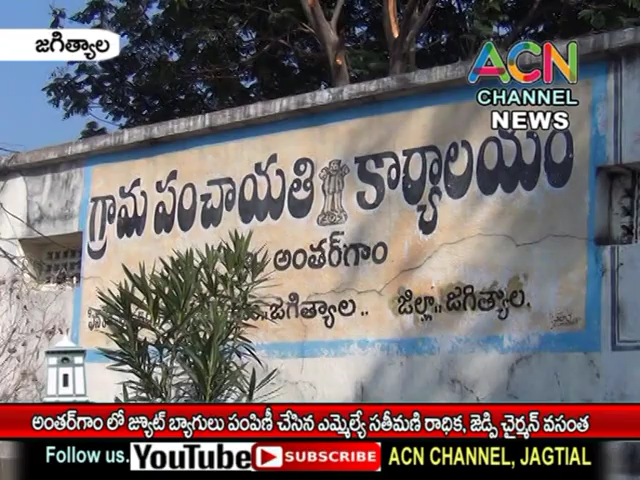 జగిత్యాల
ACN
CHANNEL
NEWS
గ్రామ పంచాయతి కార్యాలయం
అంతర్‌గాం
జగిత్యాల .. జిల్లా.. జగిత్యాల.
అంతర్‌గాం లో జ్యూట్ బ్యాగులు పంపిణీ చేసిన ఎమ్మెల్యే సతీమణి రాధిక, జెడ్పి చైర్మన్ వసంత
Follow us. YouTube SUBSCRIBE ACN CHANNEL, JAGTIAL